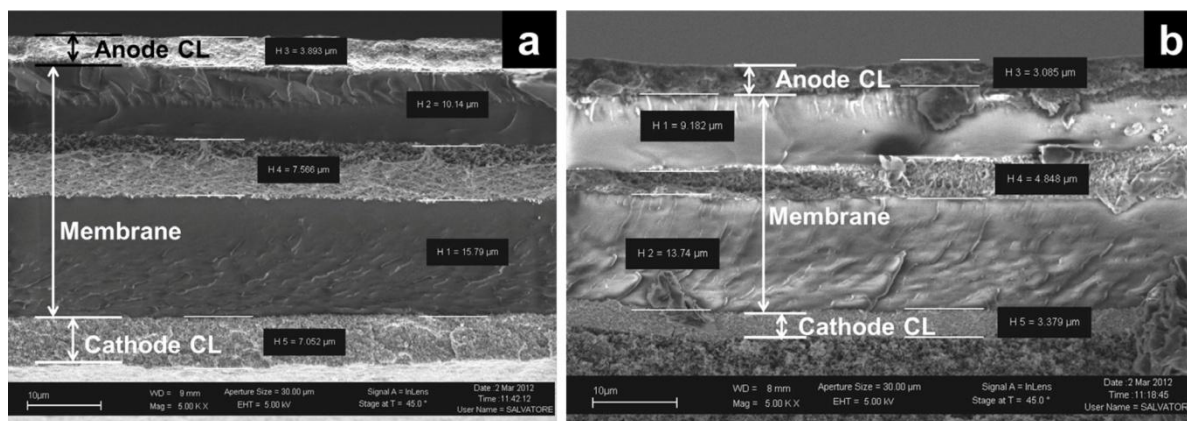 a
Anode CL
H 3 = 3.893 µm
H 2 = 10.14 µm
H 4 = 7.566 µm
Membrane
H 1 = 15.79 µm
Cathode CL
H 5 = 7.052 µm
10µm
WD = 9 mm
Mag = 5.00 K X
Aperture Size = 30.00 µm
EHT = 5.00 kV
Signal A = InLens
Stage at T = 45.0 °
Date :2 Mar 2012
Time :11:42:12
User Name = SALVATORE
b
Anode CL
H 3 = 3.085 µm
H 1 = 9.182 µm
H 4 = 4.848 µm
Membrane
H 2 = 13.74 µm
Cathode CL
H 5 = 3.379 µm
10µm
WD = 8 mm
Mag = 5.00 K X
Aperture Size = 30.00 µm
EHT = 5.00 kV
Signal A = InLens
Stage at T = 45.0 °
Date :2 Mar 2012
Time :11:18:45
User Name = SALVATORE